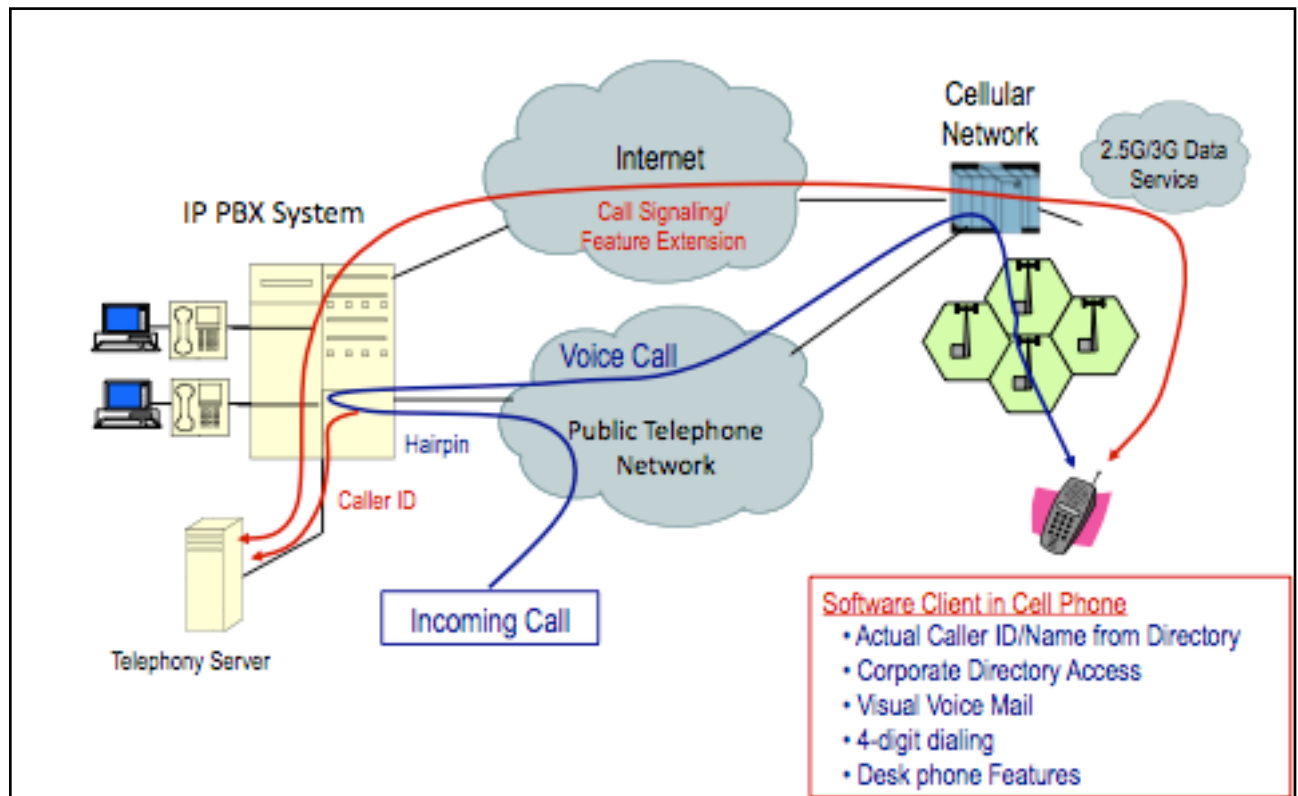 Cellular
Network
2.5G/3G Data
Service
Internet
IP PBX System
Call Signaling/
Feature Extension
Voice Call
Public Telephone
Network
Hairpin
Caller ID
Incoming Call
Telephony Server
Software Client in Cell Phone
• Actual Caller ID/Name from Directory
• Corporate Directory Access
• Visual Voice Mail
• 4-digit dialing
• Desk phone Features